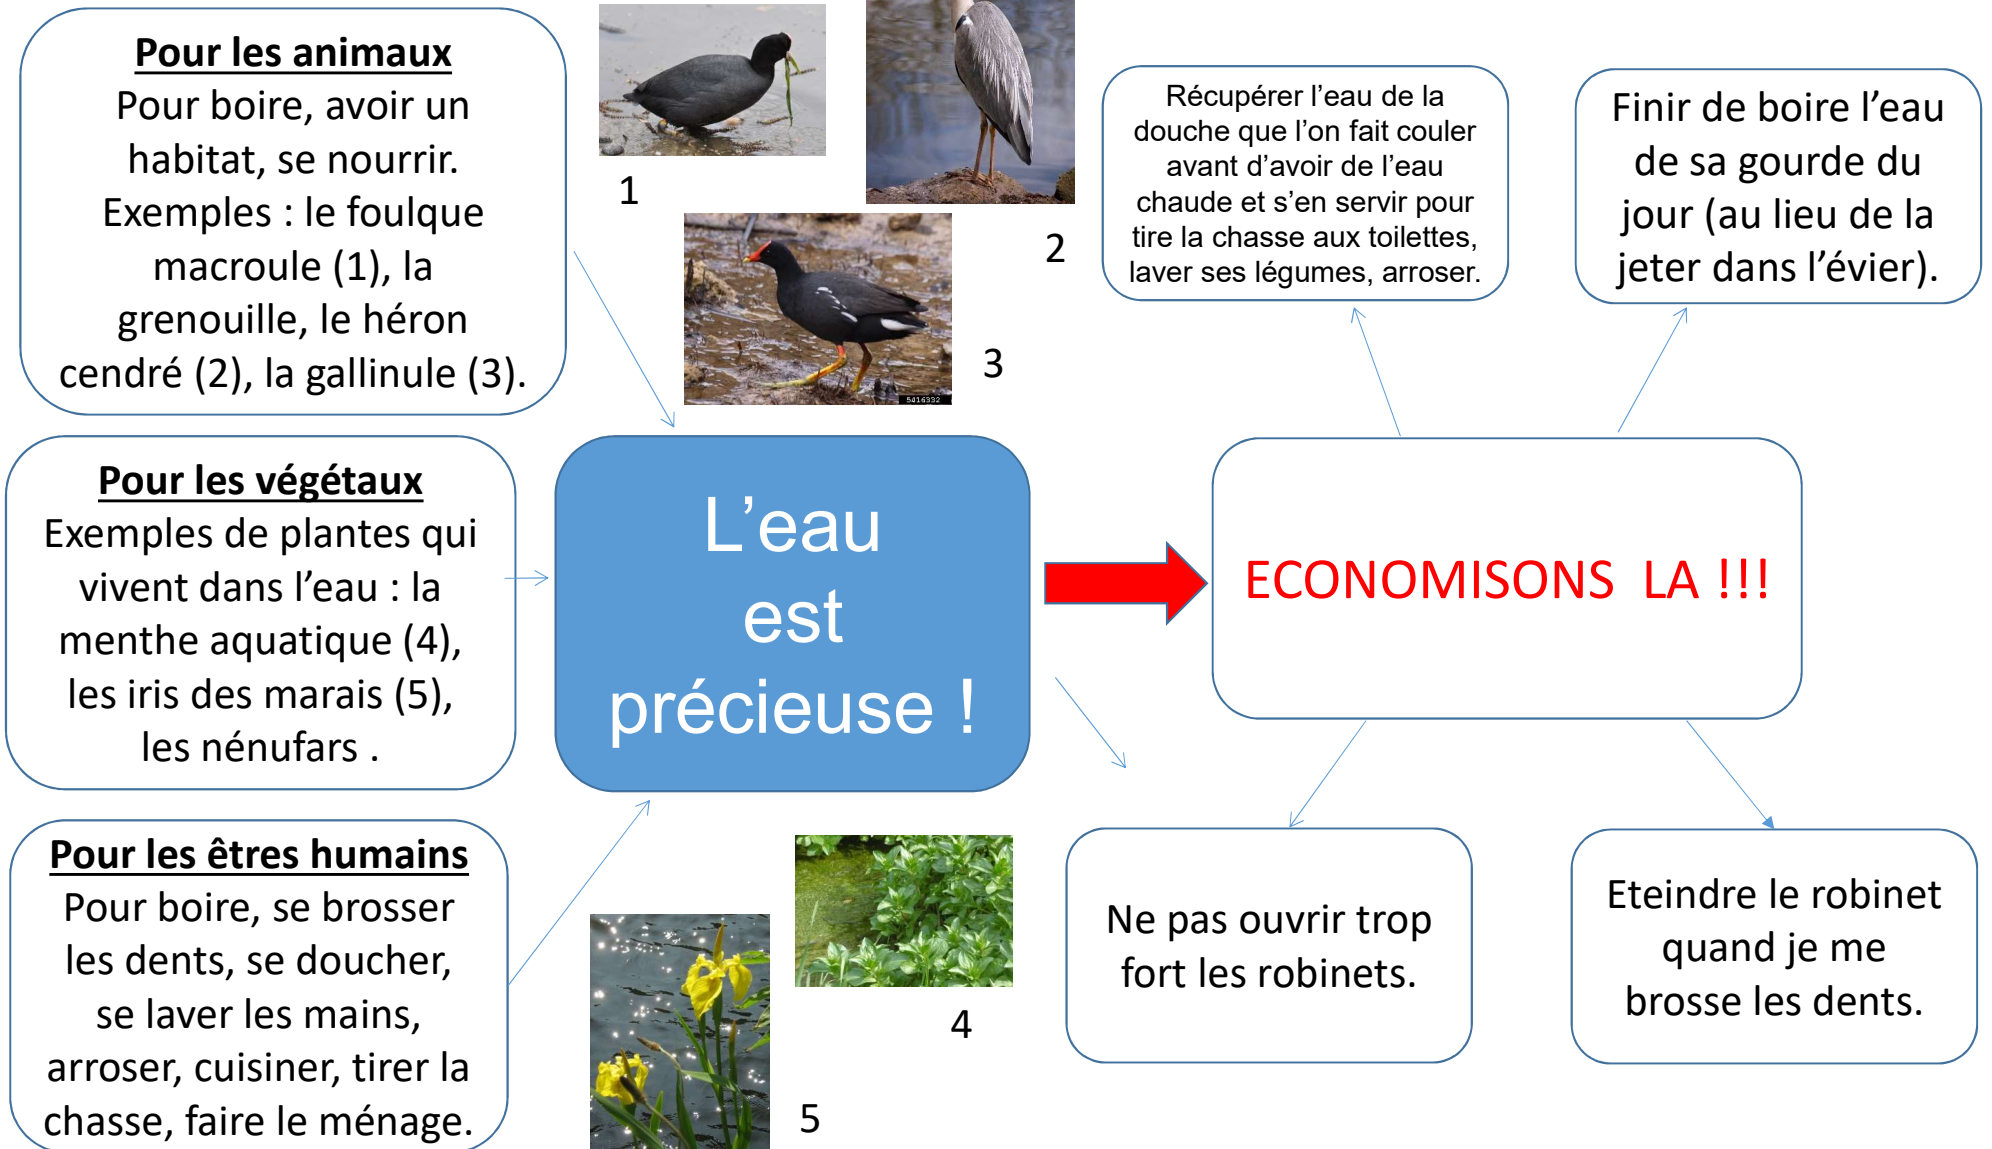 Pour les animaux
Pour boire, avoir un
habitat, se nourrir.
Exemples : le foulque
macroule (1), la
grenouille, le héron
cendré (2), la gallinule (3).
1
2
3
5416332
Récupérer l’eau de la
douche que l’on fait couler
avant d’avoir de l’eau
chaude et s’en servir pour
tire la chasse aux toilettes,
laver ses légumes, arroser.
Finir de boire l’eau
de sa gourde du
jour (au lieu de la
jeter dans l’évier).
Pour les végétaux
Exemples de plantes qui
vivent dans l’eau : la
menthe aquatique (4),
les iris des marais (5),
les nénufars .
L’eau
est
précieuse !
ECONOMISONS LA !!!
Pour les êtres humains
Pour boire, se brosser
les dents, se doucher,
se laver les mains,
arroser, cuisiner, tirer la
chasse, faire le ménage.
4
5
Ne pas ouvrir trop
fort les robinets.
Eteindre le robinet
quand je me
brosse les dents.